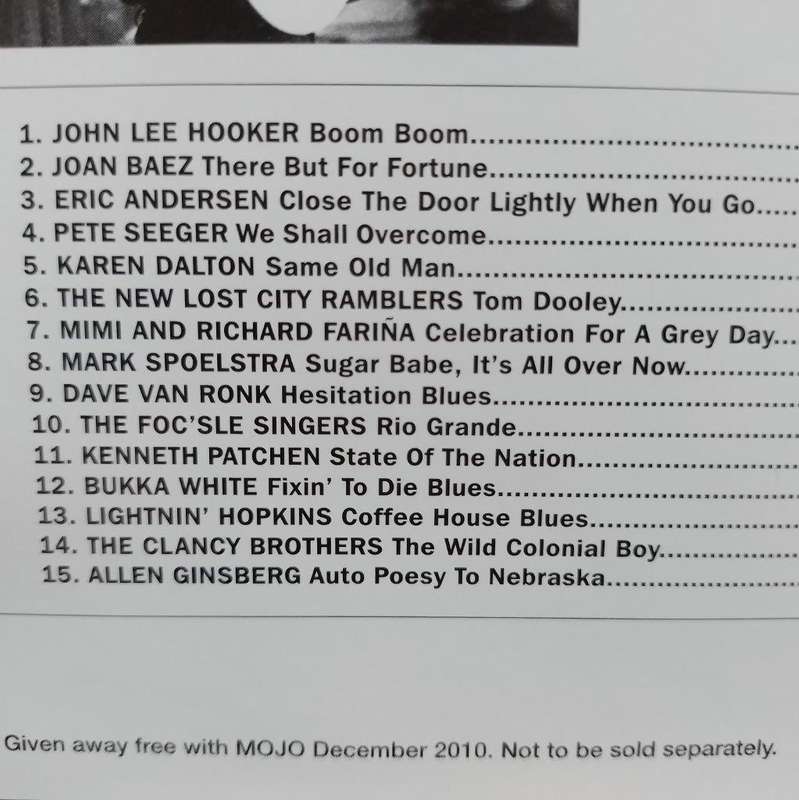 1. JOHN LEE HOOKER Boom Boom................................
2. JOAN BAEZ There But For Fortune..............................
3. ERIC ANDERSEN Close The Door Lightly When You Go.....
4. PETE SEEGER We Shall Overcome..............................
5. KAREN DALTON Same Old Man.................................
6. THE NEW LOST CITY RAMBLERS Tom Dooley.................
7. MIMI AND RICHARD FARIÑA Celebration For A Grey Day...
8. MARK SPOELSTRA Sugar Babe, It's All Over Now...........
9. DAVE VAN RONK Hesitation Blues..............................
10. THE FOC'SLE SINGERS Rio Grande...........................
11. KENNETH PATCHEN State Of The Nation.....................
12. BUKKA WHITE Fixin' To Die Blues..............................
13. LIGHTNIN' HOPKINS Coffee House Blues....................
14. THE CLANCY BROTHERS The Wild Colonial Boy.............
15. ALLEN GINSBERG Auto Poesy To Nebraska..................
Given away free with MOJO December 2010. Not to be sold separately.